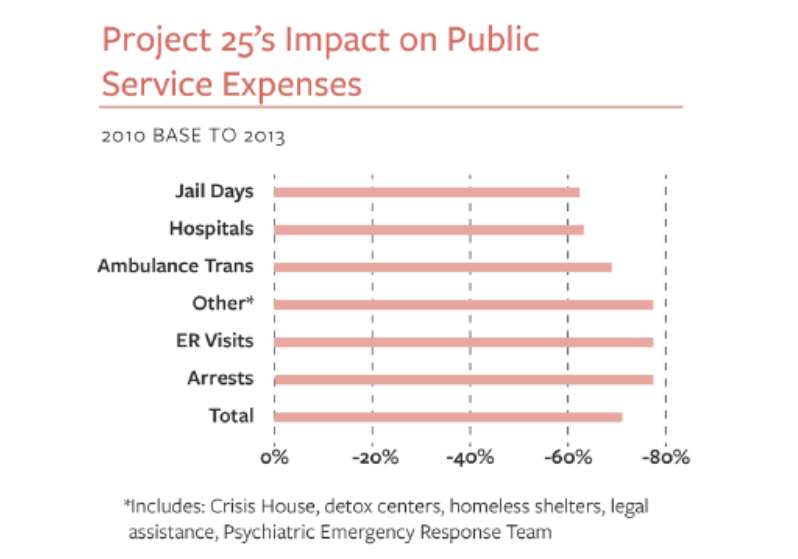 Project 25's Impact on Public
Service Expenses
2010 BASE TO 2013
Jail Days
Hospitals
Ambulance Trans
Other*
ER Visits
Arrests
Total
0% -20% -40% -60% -80%
*Includes: Crisis House, detox centers, homeless shelters, legal
assistance, Psychiatric Emergency Response Team